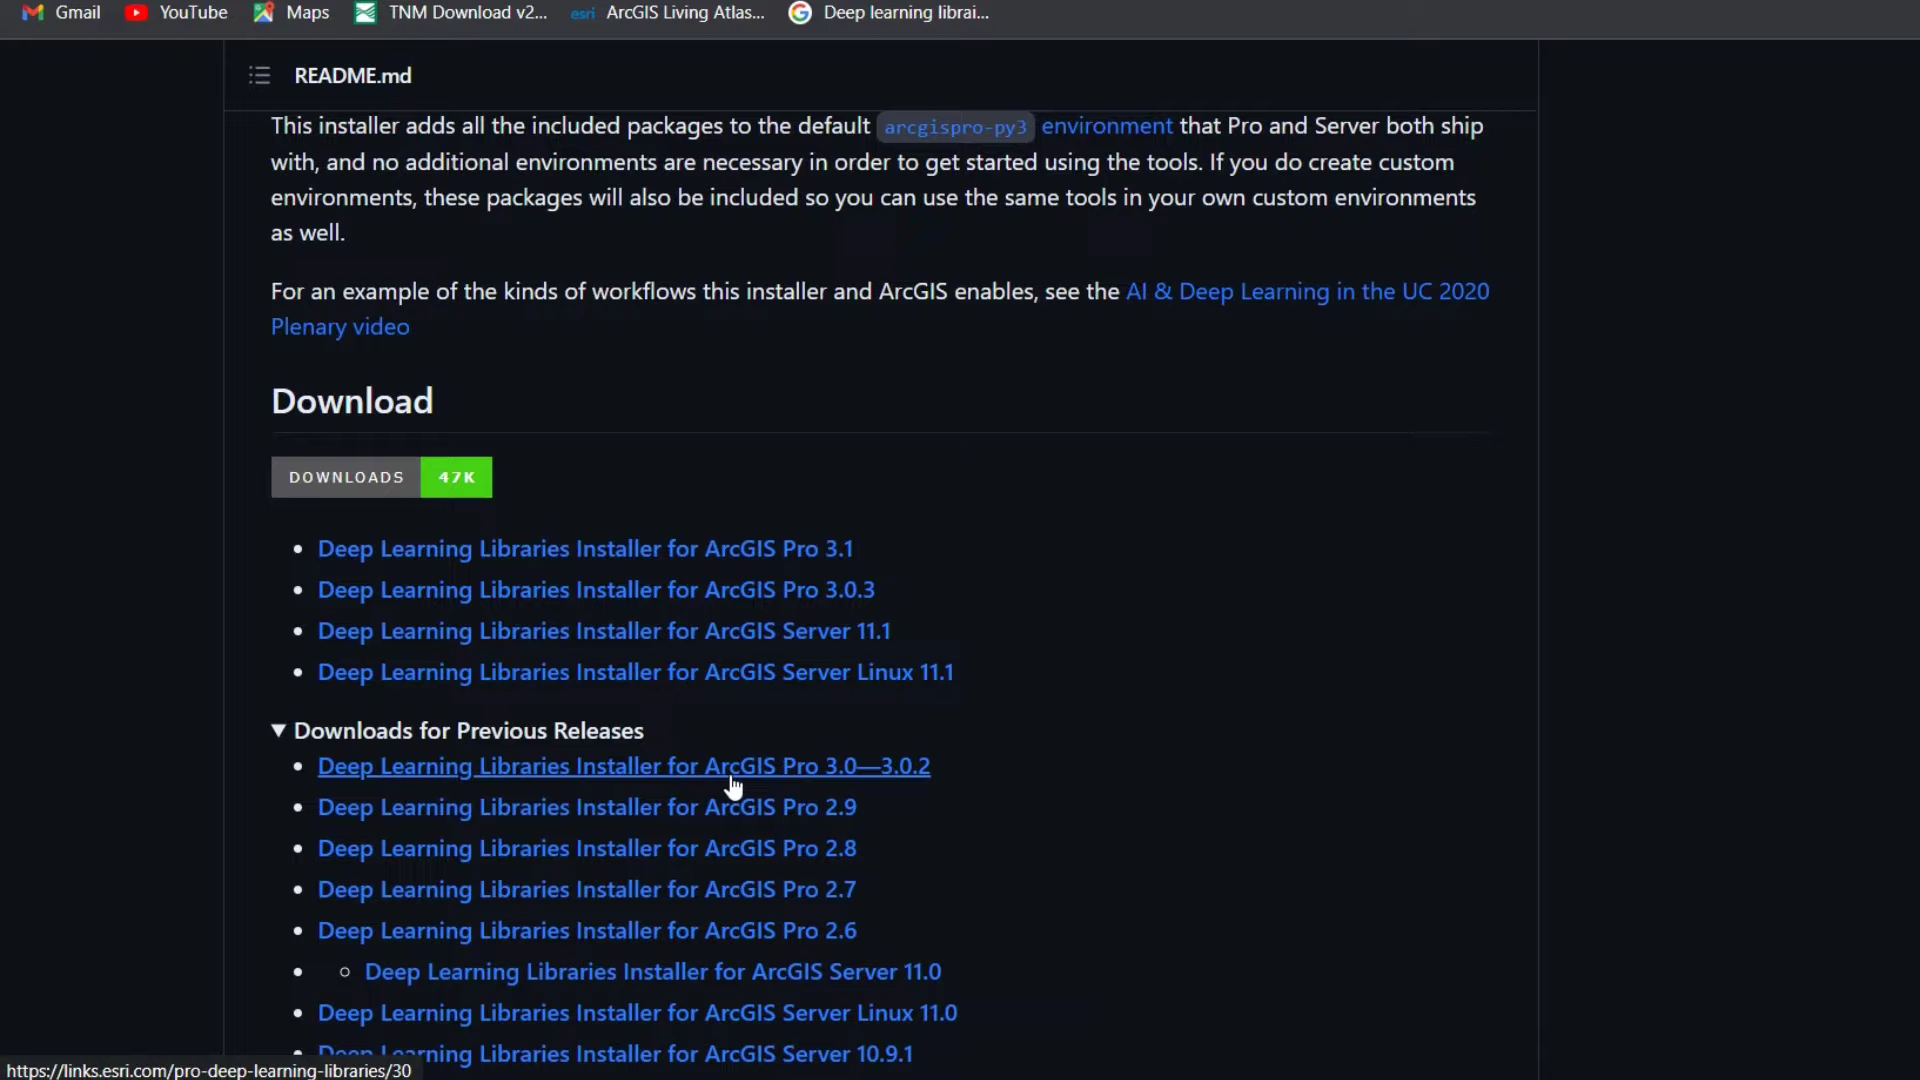 Gmail YouTube Maps TNM Download v2... esri ArcGIS Living Atlas... Deep learning librai...
README.md
This installer adds all the included packages to the default arcgispro-py3 environment that Pro and Server both ship
with, and no additional environments are necessary in order to get started using the tools. If you do create custom
environments, these packages will also be included so you can use the same tools in your own custom environments
as well.
For an example of the kinds of workflows this installer and ArcGIS enables, see the AI & Deep Learning in the UC 2020
Plenary video
Download
DOWNLOADS 47K
Deep Learning Libraries Installer for ArcGIS Pro 3.1
Deep Learning Libraries Installer for ArcGIS Pro 3.0.3
Deep Learning Libraries Installer for ArcGIS Server 11.1
Deep Learning Libraries Installer for ArcGIS Server Linux 11.1
Downloads for Previous Releases
Deep Learning Libraries Installer for ArcGIS Pro 3.0—3.0.2
Deep Learning Libraries Installer for ArcGIS Pro 2.9
Deep Learning Libraries Installer for ArcGIS Pro 2.8
Deep Learning Libraries Installer for ArcGIS Pro 2.7
Deep Learning Libraries Installer for ArcGIS Pro 2.6
Deep Learning Libraries Installer for ArcGIS Server 11.0
Deep Learning Libraries Installer for ArcGIS Server Linux 11.0
Deep Learning Libraries Installer for ArcGIS Server 10.9.1
https://links.esri.com/pro-deep-learning-libraries/30